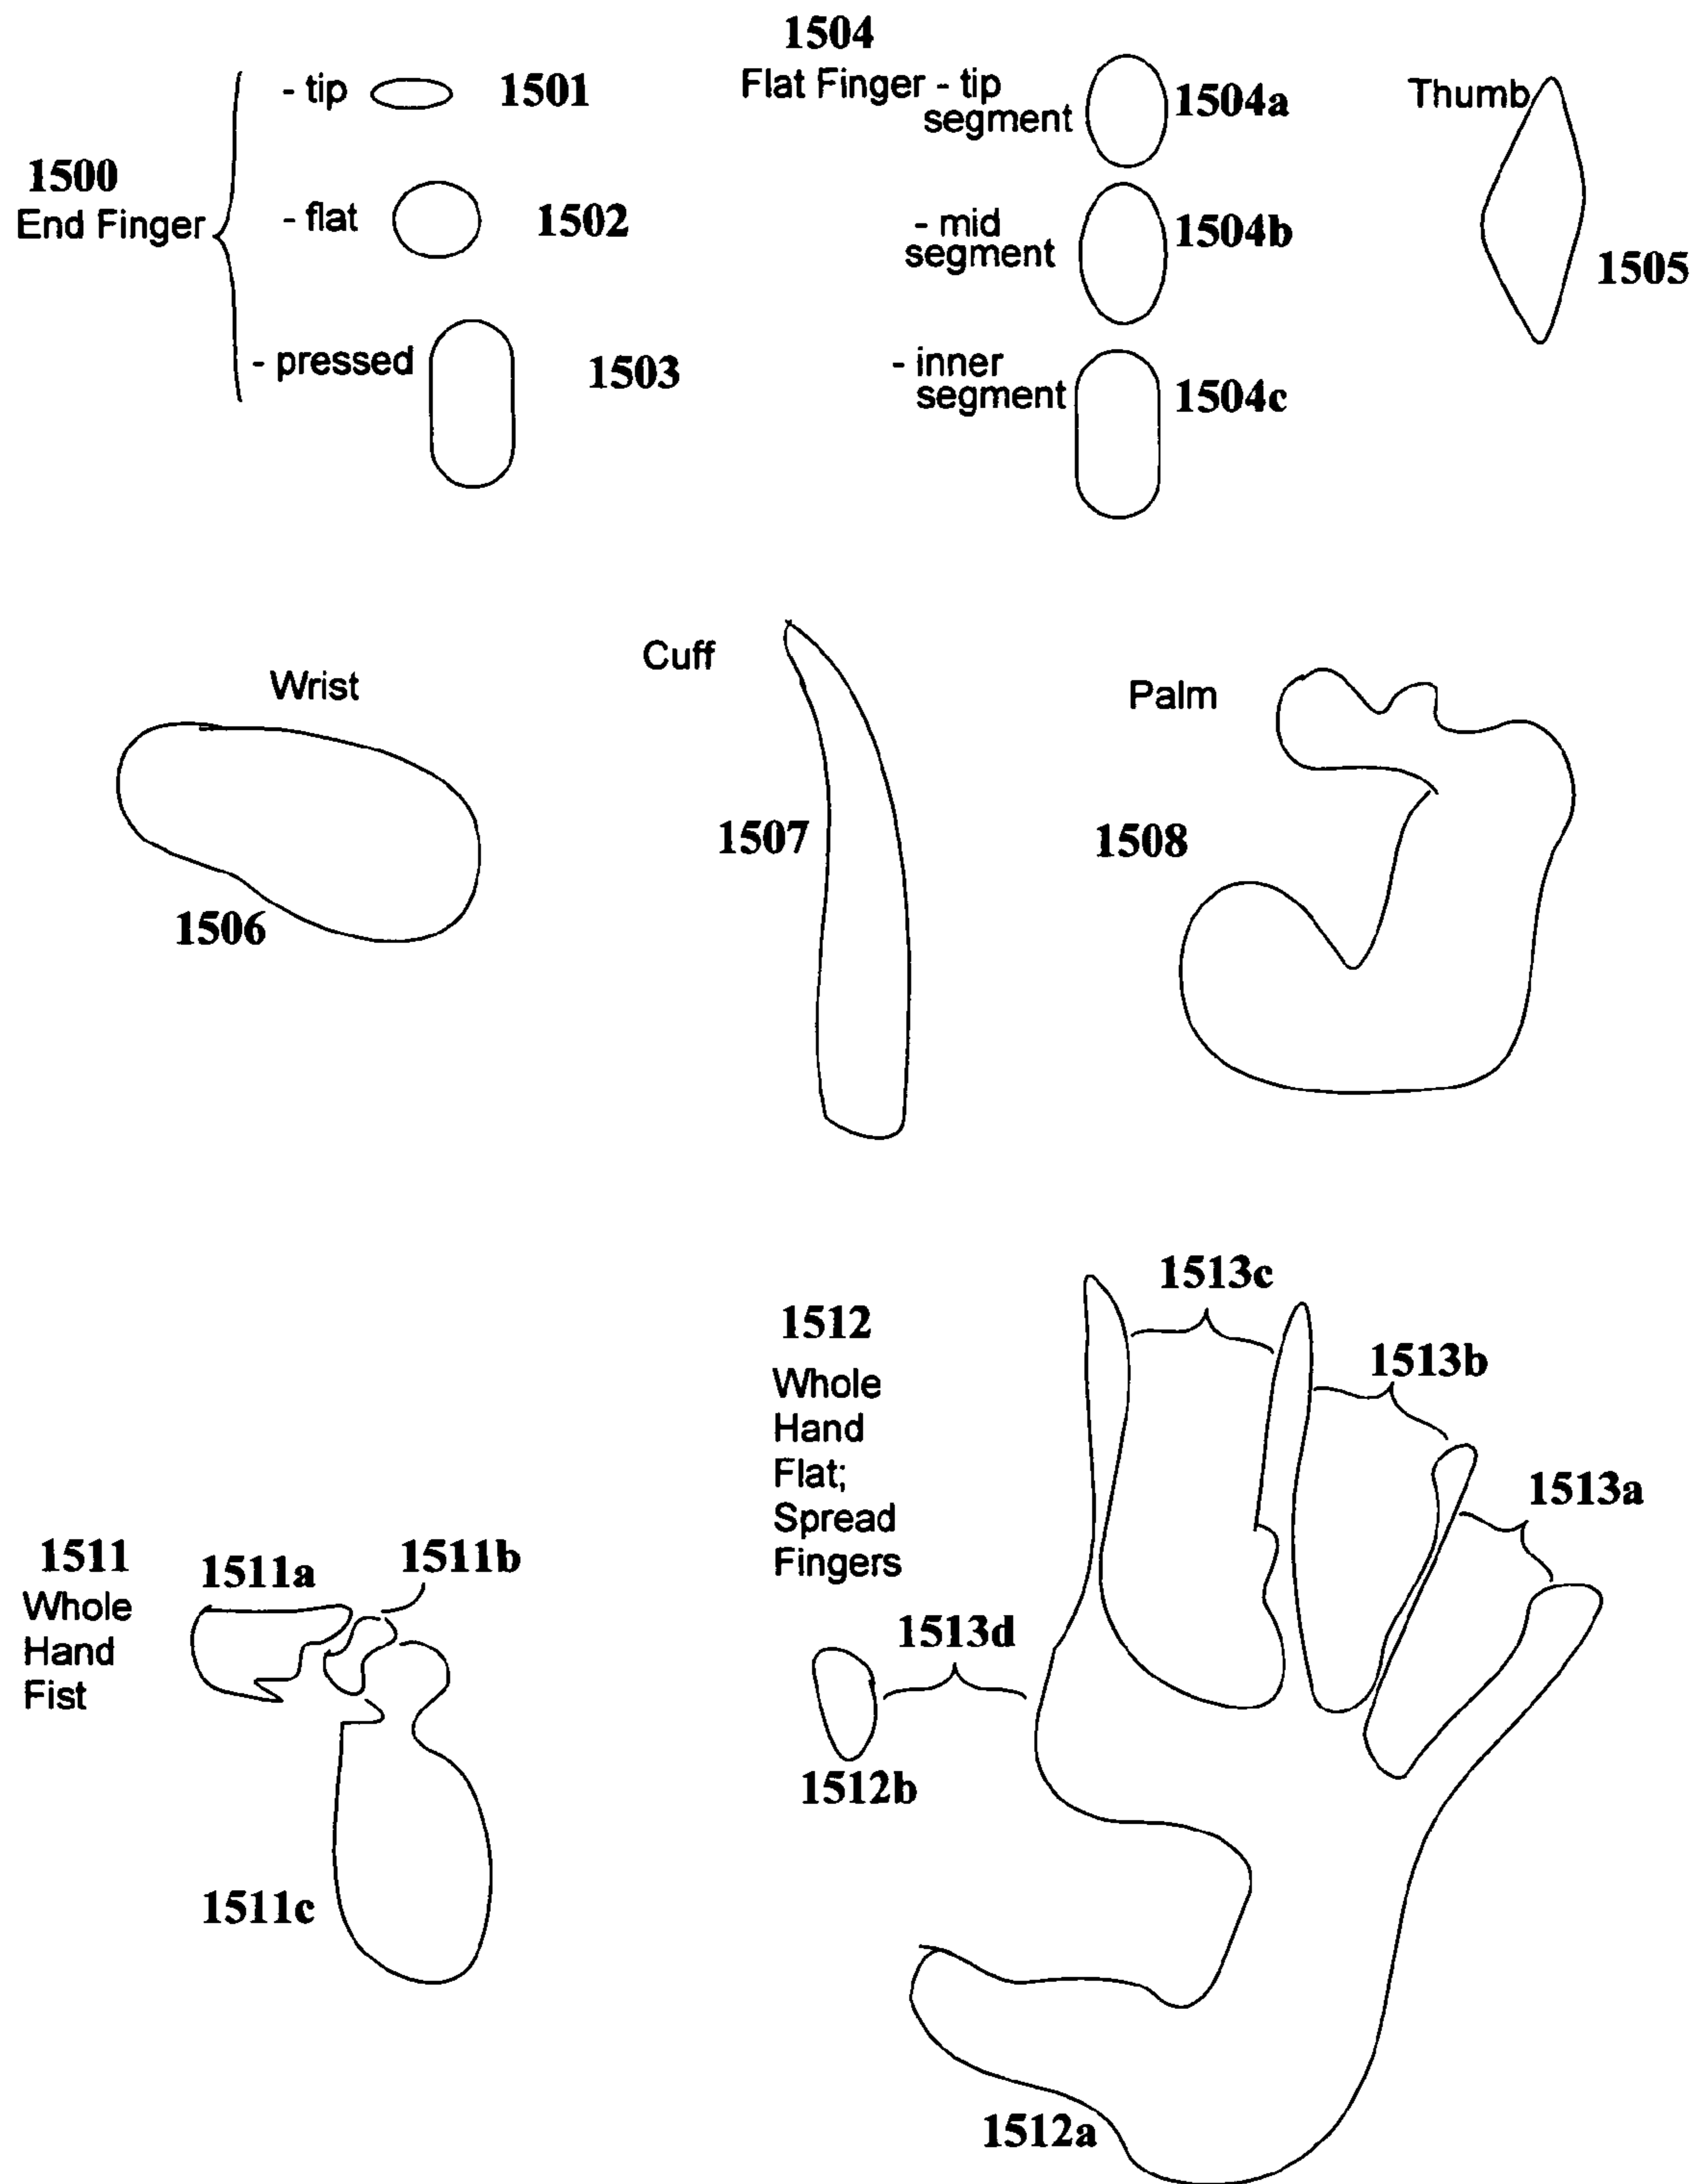 1500
End Finger
- tip
1501
- flat
1502
- pressed
1503
1504
Flat Finger - tip
segment
1504a
- mid
segment
1504b
- inner
segment
1504c
Thumb
1505
Wrist
1506
Cuff
1507
Palm
1508
1511
Whole
Hand
Fist
1511a
1511b
1511c
1512
Whole
Hand
Flat;
Spread
Fingers
1513c
1513b
1513a
1513d
1512b
1512a